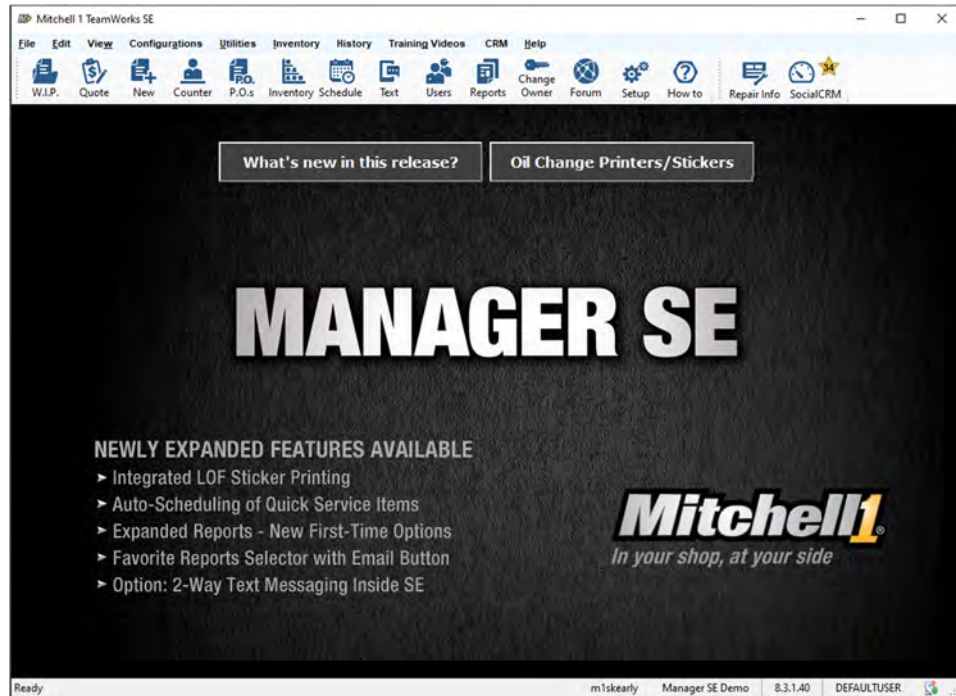 Mitchell 1 TeamWorks SE
File Edit View Configurations Utilities Inventory History Training Videos CRM Help
34
W.I.P. Quote New Counter P.O.s Inventory Schedule Text Users Reports Change Owner Forum Setup How to Repair Info SocialCRM
What's new in this release? Oil Change Printers/Stickers
MANAGER SE
NEWLY EXPANDED FEATURES AVAILABLE
➤ Integrated LOF Sticker Printing
➤ Auto-Scheduling of Quick Service Items
➤ Expanded Reports - New First-Time Options
➤ Favorite Reports Selector with Email Button
➤ Option: 2-Way Text Messaging Inside SE
Mitchell1®
In your shop, at your side
Ready m1skearly Manager SE Demo 8.3.1.40 DEFAULTUSER